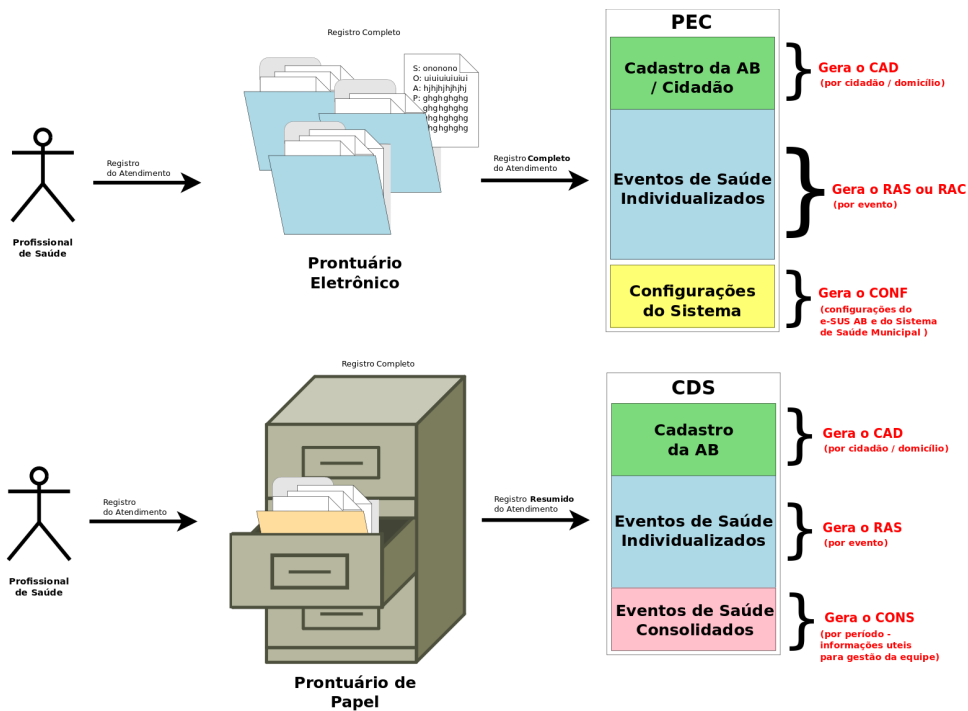 Registro Completo
S: ononono
O: uiuiuiuiuiui
A: hjhjhjhjhjhj
P: ghghghghg
ghghghghg
ghghghghg
ghghghghg
Registro
do Atendimento
Profissional
de Saúde
Prontuário
Eletrônico
Registro Completo
do Atendimento
PEC
Cadastro da AB
/ Cidadão
Gera o CAD
(por cidadão / domicílio)
Eventos de Saúde
Individualizados
Gera o RAS ou RAC
(por evento)
Configurações
do Sistema
Gera o CONF
(configurações do
e-SUS AB e do Sistema
de Saúde Municipal )
Registro Completo
Registro
do Atendimento
Profissional
de Saúde
Prontuário de
Papel
Registro Resumido
do Atendimento
CDS
Cadastro
da AB
Gera o CAD
(por cidadão / domicílio)
Eventos de Saúde
Individualizados
Gera o RAS
(por evento)
Eventos de Saúde
Consolidados
Gera o CONS
(por período -
informações uteis
para gestão da equipe)